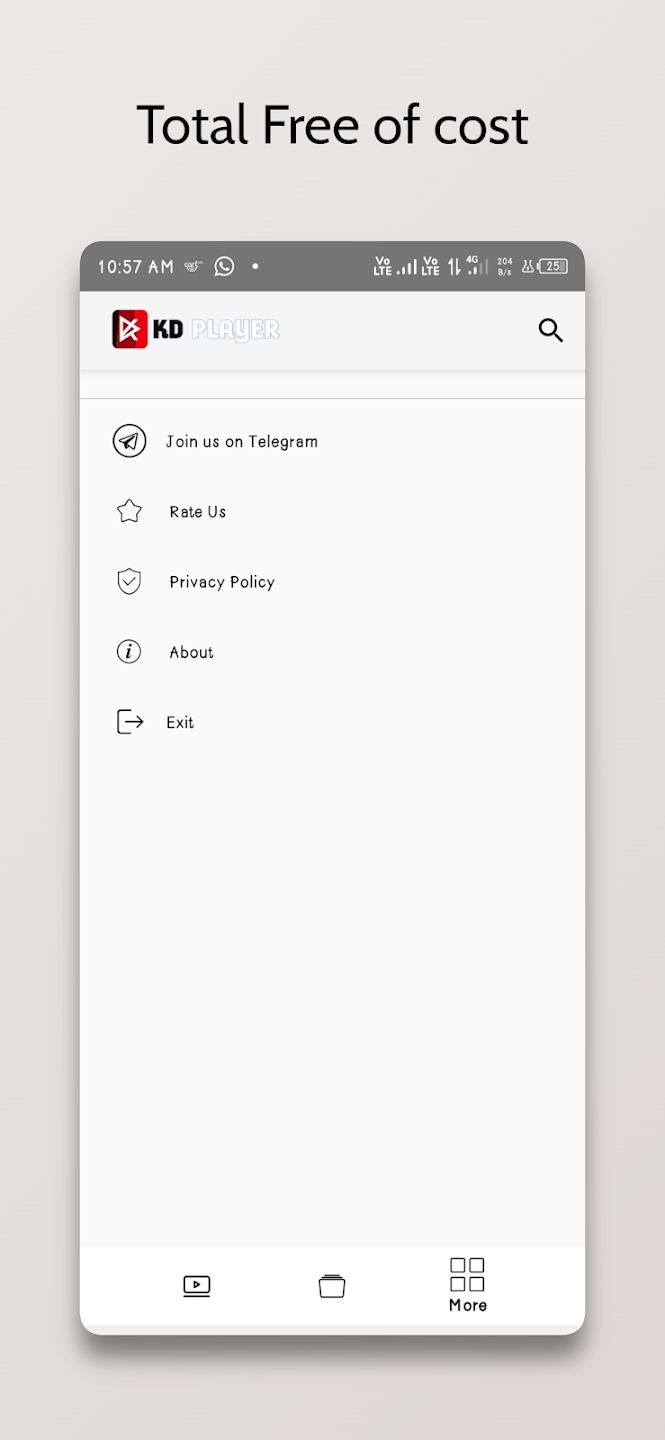 Total Free of cost
10:57 AM
Vo LTE Vo LTE 4G 204 B/s 25
KD PLAYER
Join us on Telegram
Rate Us
Privacy Policy
About
Exit
More